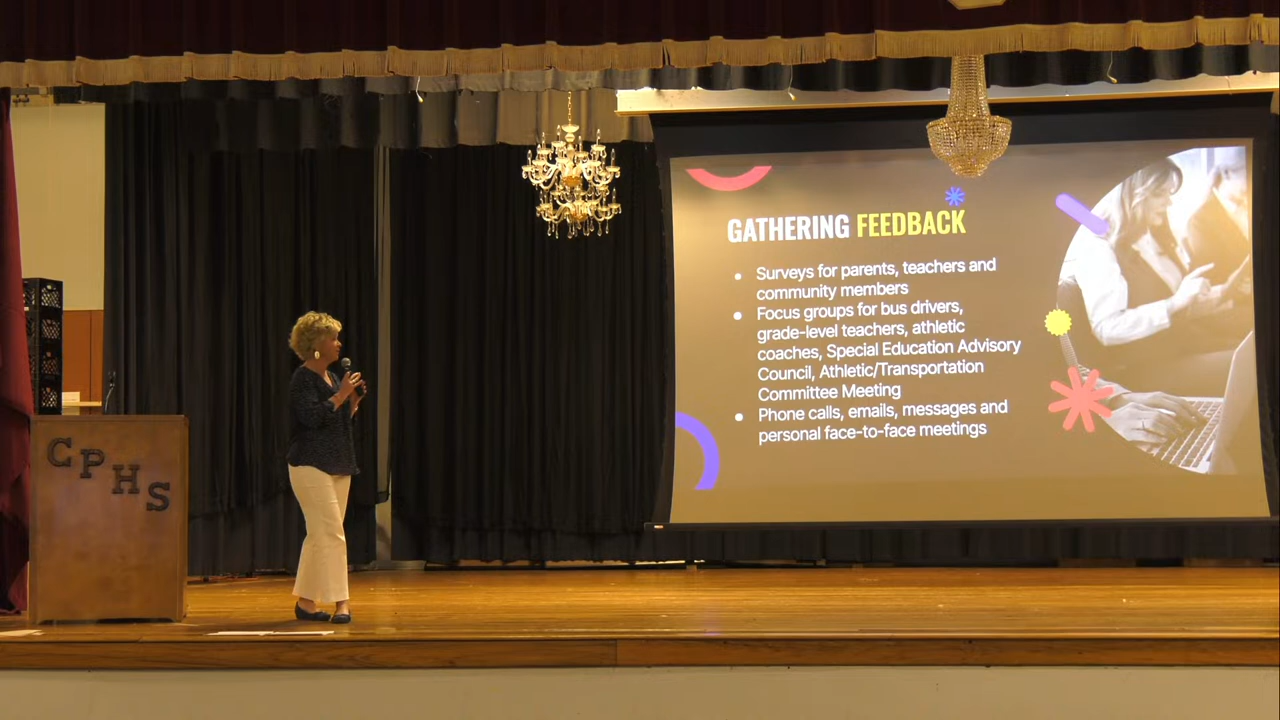 GATHERING FEEDBACK
Surveys for parents, teachers and
community members
Focus groups for bus drivers,
grade-level teachers, athletic
coaches, Special Education Advisory
Council, Athletic/Transportation
Committee Meeting
Phone calls, emails, messages and
personal face-to-face meetings
CPHS